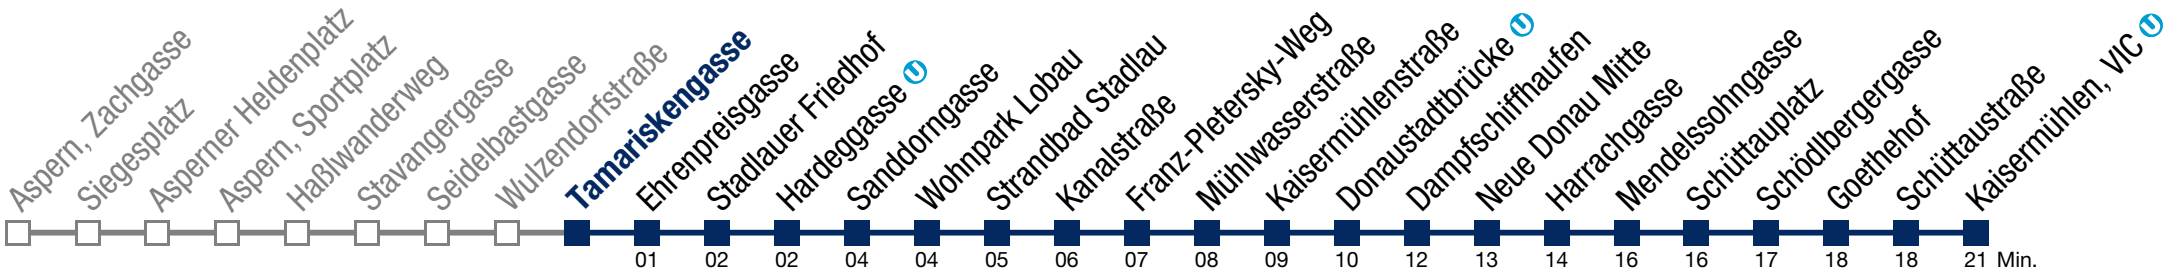 Aspern, Zachgasse
Siegesplatz
Asperner Heldenplatz
Aspern, Sportplatz
Haßlwanderweg
Stavangergasse
Seidelbastgasse
Wulzendorfstraße
Tamariskengasse
Ehrenpreisgasse
Stadlauer Friedhof
Hardeggasse U
Sanddorngasse
Wohnpark Lobau
Strandbad Stadlau
Kanalstraße
Franz-Pletersky-Weg
Mühlwasserstraße
Kaisermühlenstraße
Donaustadtbrücke U
Dampfschiffhaufen
Neue Donau Mitte
Harrachgasse
Mendelssohngasse
Schüttauplatz
Schödlbergergasse
Goethehof
Schüttaustraße
Kaisermühlen, VIC U
01 02 02 04 04 05 06 07 08 09 10 12 13 14 16 16 17 18 18 21 Min.